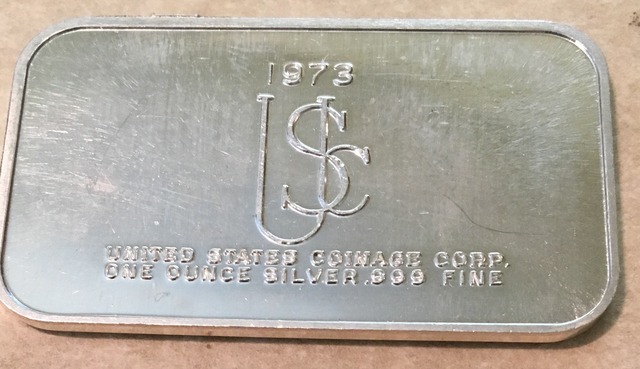 1973
USC
UNITED STATES COINAGE CORP.
ONE OUNCE SILVER .999 FINE